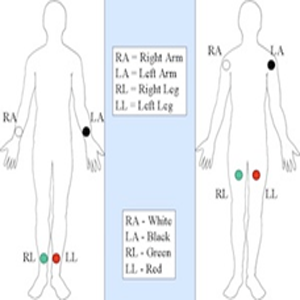 RA = Right Arm
LA = Left Arm
RL = Right Leg
LL = Left Leg
RA
LA
RL
LL
RA
LA
RL
LL
RA - White
LA - Black
RL - Green
LL - Red